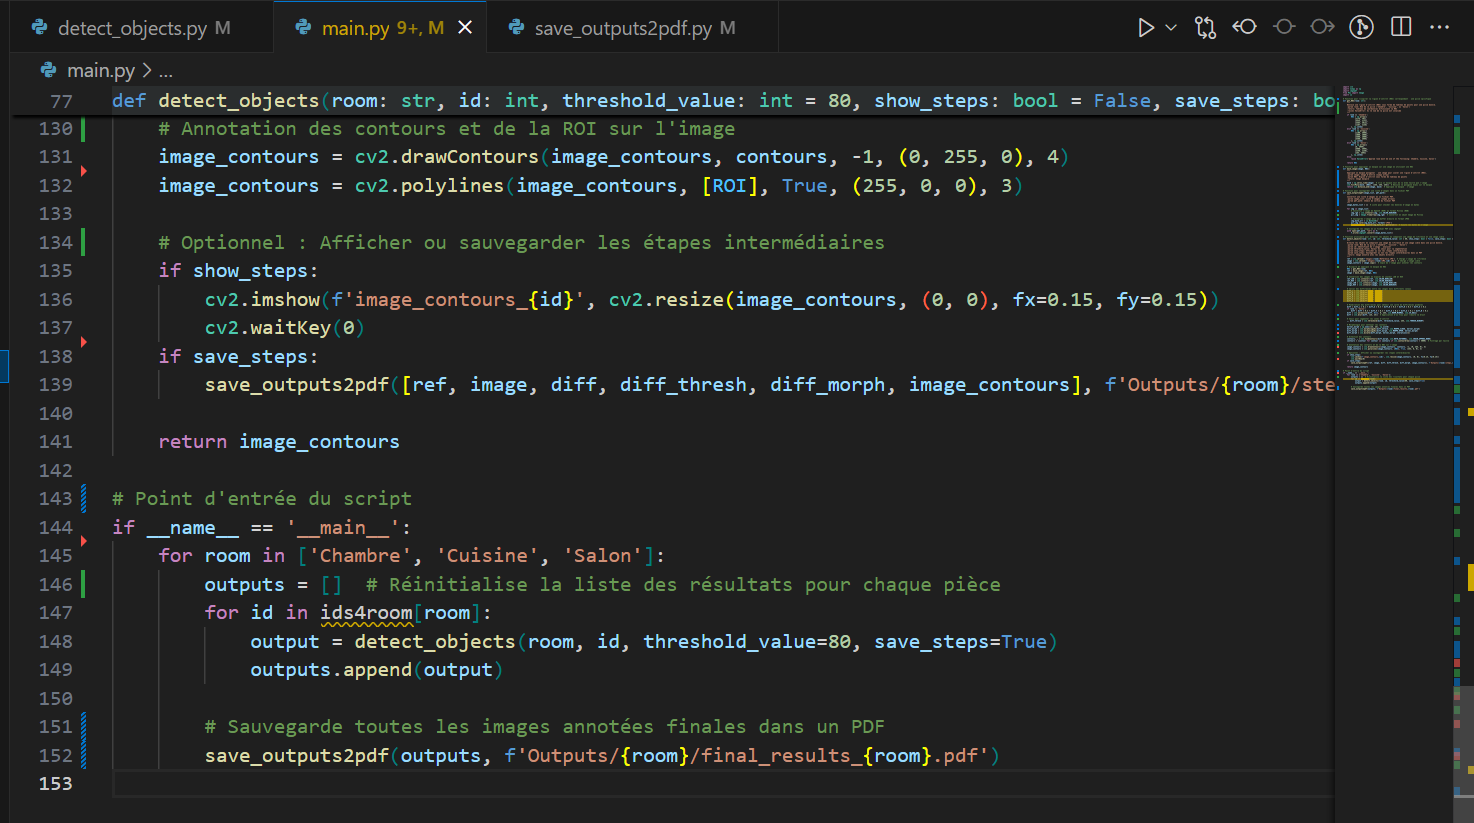 detect_objects.py M
main.py 9+, M
save_outputs2pdf.py M
main.py > ...
77 def detect_objects(room: str, id: int, threshold_value: int = 80, show_steps: bool = False, save_steps: bo
130 # Annotation des contours et de la ROI sur l'image
131 image_contours = cv2.drawContours(image_contours, contours, -1, (0, 255, 0), 4)
132 image_contours = cv2.polylines(image_contours, [ROI], True, (255, 0, 0), 3)
133
134 # Optionnel : Afficher ou sauvegarder les étapes intermédiaires
135 if show_steps:
136 cv2.imshow(f'image_contours_{id}', cv2.resize(image_contours, (0, 0), fx=0.15, fy=0.15))
137 cv2.waitKey(0)
138 if save_steps:
139 save_outputs2pdf([ref, image, diff, diff_thresh, diff_morph, image_contours], f'Outputs/{room}/ste
140
141 return image_contours
142
143 # Point d'entrée du script
144 if __name__ == '__main__':
145 for room in ['Chambre', 'Cuisine', 'Salon']:
146 outputs = [] # Réinitialise la liste des résultats pour chaque pièce
147 for id in ids4room[room]:
148 output = detect_objects(room, id, threshold_value=80, save_steps=True)
149 outputs.append(output)
150
151 # Sauvegarde toutes les images annotées finales dans un PDF
152 save_outputs2pdf(outputs, f'Outputs/{room}/final_results_{room}.pdf')
153